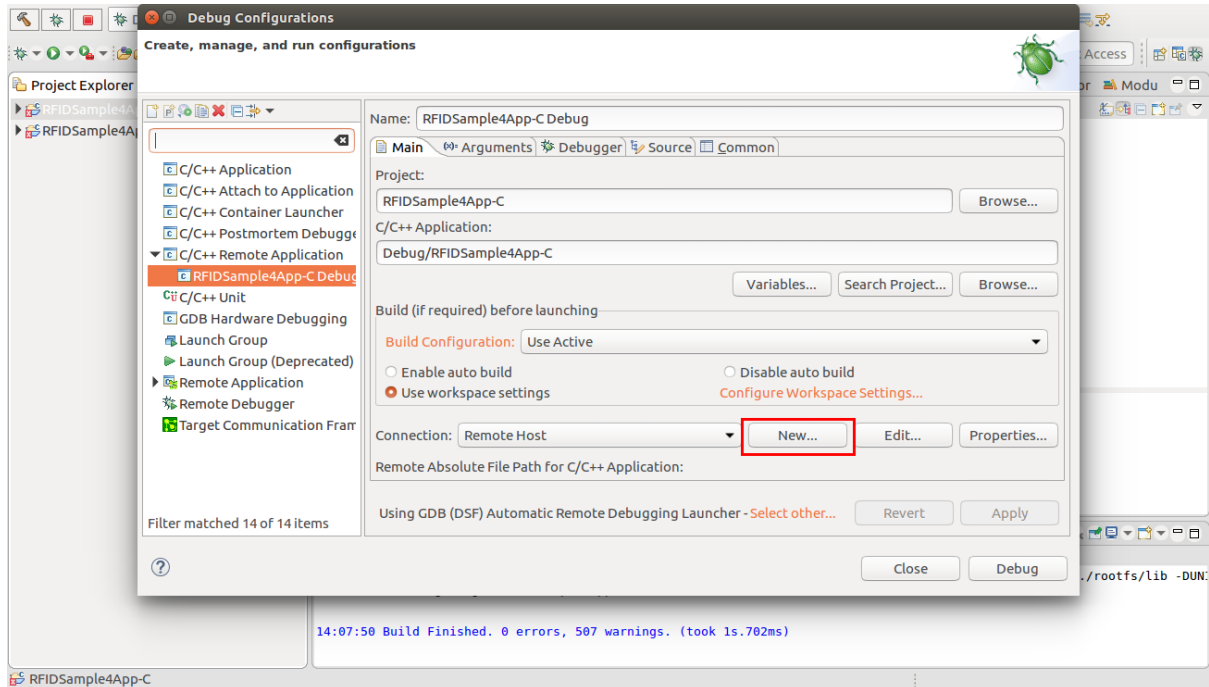 Debug Configurations
Create, manage, and run configurations
Access
Project Explorer
Modu
RFIDSample4A
RFIDSample4Ap
Name: RFIDSample4App-C Debug
Main Arguments Debugger Source Common
C/C++ Application
C/C++ Attach to Application
C/C++ Container Launcher
C/C++ Postmortem Debugge
C/C++ Remote Application
RFIDSample4App-C Debug
C/C++ Unit
GDB Hardware Debugging
Launch Group
Launch Group (Deprecated)
Remote Application
Remote Debugger
Target Communication Fram
Filter matched 14 of 14 items
Project:
RFIDSample4App-C Browse...
C/C++ Application:
Debug/RFIDSample4App-C
Variables... Search Project... Browse...
Build (if required) before launching
Build Configuration: Use Active
Enable auto build Disable auto build
Use workspace settings Configure Workspace Settings...
Connection: Remote Host New... Edit... Properties...
Remote Absolute File Path for C/C++ Application:
Using GDB (DSF) Automatic Remote Debugging Launcher - Select other... Revert Apply
Close Debug
./rootfs/lib -DUN
14:07:50 Build Finished. 0 errors, 507 warnings. (took 1s.702ms)
RFIDSample4App-C